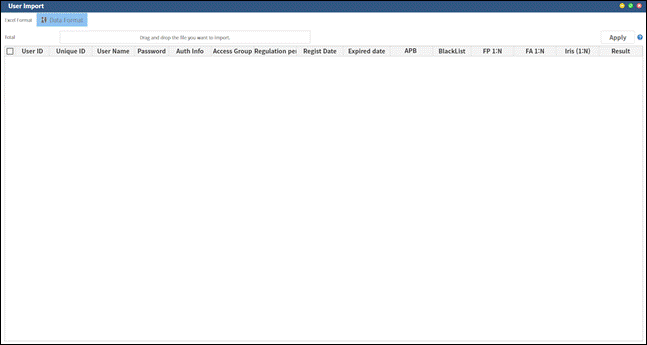 User Import
Excel Format Data Format
Total Drag and drop the file you want to import. Apply
User ID Unique ID User Name Password Auth Info Access Group Regulation per Regist Date Expired date APB BlackList FP 1:N FA 1:N Iris (1:N) Result